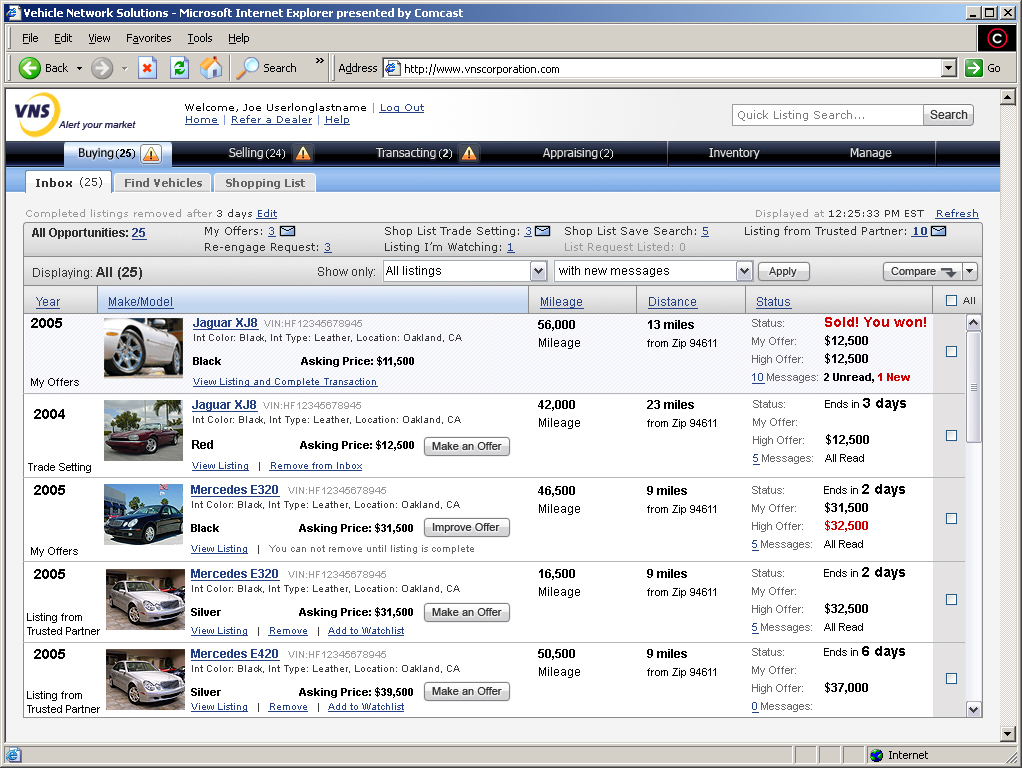 Vehicle Network Solutions - Microsoft Internet Explorer presented by Comcast
File Edit View Favorites Tools Help
Back Search » Address http://www.vnscorporation.com Go
VNS Alert your market
Welcome, Joe Userlonglastname | Log Out
Home | Refer a Dealer | Help
Quick Listing Search... Search
Buying (25) Selling (24) Transacting (2) Appraising (2) Inventory Manage
Inbox (25) Find Vehicles Shopping List
Completed listings removed after 3 days Edit Displayed at 12:25:33 PM EST Refresh
All Opportunities: 25 My Offers: 3 Shop List Trade Setting: 3 Shop List Save Search: 5 Listing from Trusted Partner: 10
Re-engage Request: 3 Listing I'm Watching: 1 List Request Listed: 0
Displaying: All (25) Show only: All listings with new messages Apply Compare
Year Make/Model Mileage Distance Status All
2005 Jaguar XJ8 VIN:HF12345678945 56,000 13 miles Status: Sold! You won!
Int Color: Black, Int Type: Leather, Location: Oakland, CA Mileage from Zip 94611 My Offer: $12,500
Black Asking Price: $11,500 High Offer: $12,500
My Offers View Listing and Complete Transaction 10 Messages: 2 Unread, 1 New
2004 Jaguar XJ8 VIN:HF12345678945 42,000 23 miles Status: Ends in 3 days
Int Color: Black, Int Type: Leather, Location: Oakland, CA Mileage from Zip 94611 My Offer:
Red Asking Price: $12,500 Make an Offer High Offer: $12,500
Trade Setting View Listing | Remove from Inbox 5 Messages: All Read
2005 Mercedes E320 VIN:HF12345678945 46,500 9 miles Status: Ends in 2 days
Int Color: Black, Int Type: Leather, Location: Oakland, CA Mileage from Zip 94611 My Offer: $31,500
Black Asking Price: $31,500 Improve Offer High Offer: $32,500
My Offers View Listing | You can not remove until listing is complete 5 Messages: All Read
2005 Mercedes E320 VIN:HF12345678945 16,500 9 miles Status: Ends in 2 days
Int Color: Black, Int Type: Leather, Location: Oakland, CA Mileage from Zip 94611 My Offer:
Listing from Silver Asking Price: $31,500 Make an Offer High Offer: $32,500
Trusted Partner View Listing | Remove | Add to Watchlist 5 Messages: All Read
2005 Mercedes E420 VIN:HF12345678945 50,500 9 miles Status: Ends in 6 days
Int Color: Black, Int Type: Leather, Location: Oakland, CA Mileage from Zip 94611 My Offer:
Listing from Silver Asking Price: $39,500 Make an Offer High Offer: $37,000
Trusted Partner View Listing | Remove | Add to Watchlist 0 Messages:
Internet